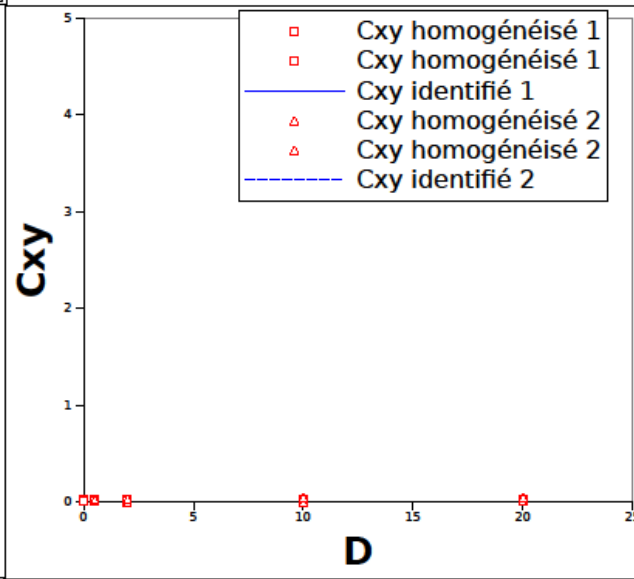 5
Cxy homogénéisé 1
Cxy homogénéisé 1
Cxy identifié 1
Cxy homogénéisé 2
Cxy homogénéisé 2
Cxy identifié 2
4
3
2
1
0
Cxy
0 5 10 15 20
D